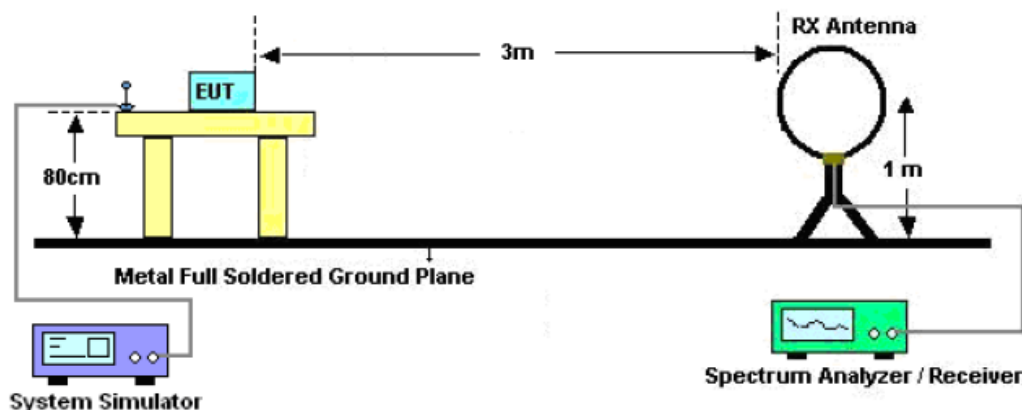 RX Antenna
3m
EUT
80cm
1 m
Metal Full Soldered Ground Plane
System Simulator
Spectrum Analyzer / Receiver